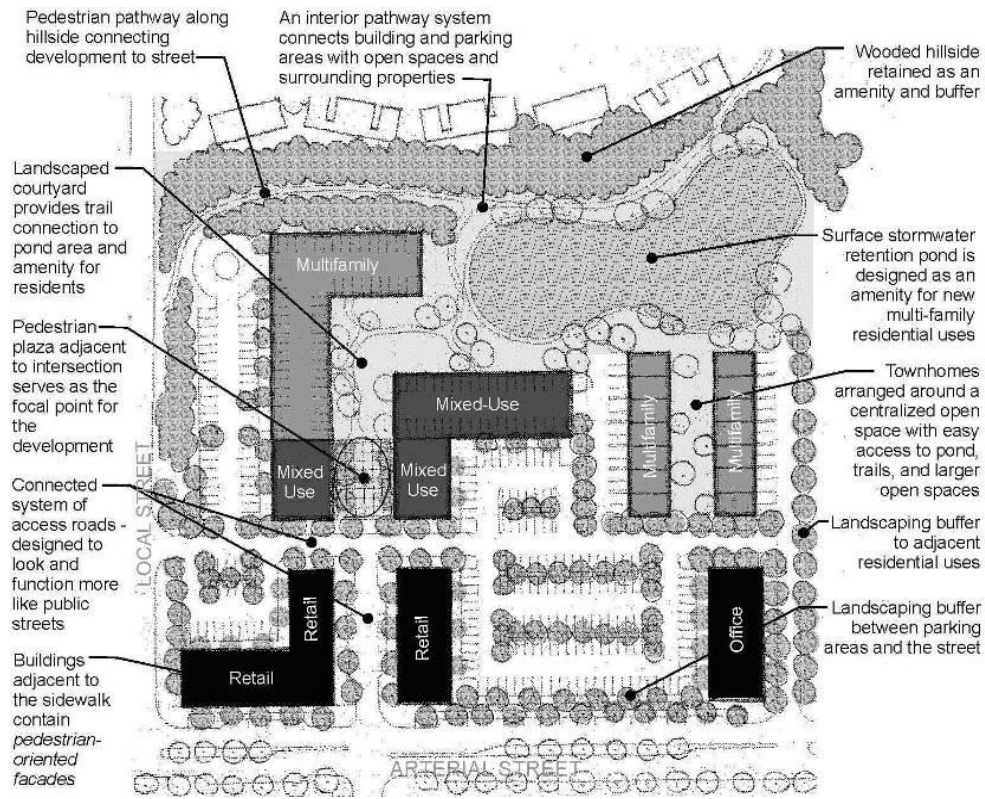 Pedestrian pathway along
hillside connecting
development to street
An interior pathway system
connects building and parking
areas with open spaces and
surrounding properties
Wooded hillside
retained as an
amenity and buffer
Landscaped
courtyard
provides trail
connection to
pond area and
amenity for
residents
Surface stormwater
retention pond is
designed as an
amenity for new
multi-family
residential uses
Pedestrian
plaza adjacent
to intersection
serves as the
focal point for
the
development
Townhomes
arranged around a
centralized open
space with easy
access to pond,
trails, and larger
open spaces
Connected
system of
access roads -
designed to
look and
function more
like public
streets
Landscaping buffer
to adjacent
residential uses
Landscaping buffer
between parking
areas and the street
Buildings
adjacent to
the sidewalk
contain
pedestrian-
oriented
facades
Multifamily
Mixed-Use
Multifamily
Multifamily
Mixed
Use
Mixed
Use
Retail
Retail
Retail
Office
LOCAL STREET
ARTERIAL STREET